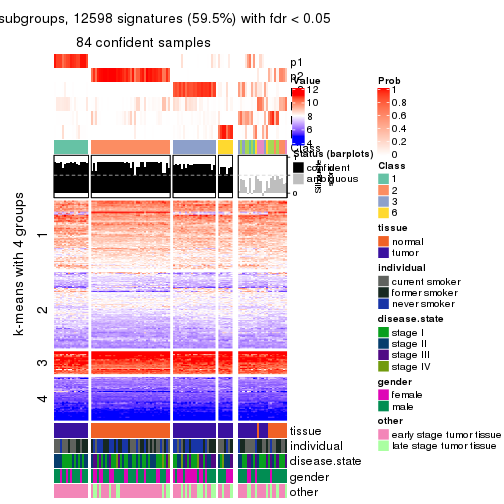 subgroups, 12598 signatures (59.5%) with fdr < 0.05
84 confident samples
p1
p2
Value
12
10
8
6
4
Prob
1
0.8
0.6
0.4
0.2
0
Class
Status (barplots)
confident
ambiguous
0
Class
1
2
3
6
tissue
normal
tumor
individual
current smoker
former smoker
never smoker
disease.state
stage I
stage II
stage III
stage IV
gender
female
male
other
early stage tumor tissue
late stage tumor tissue
k-means with 4 groups
1
2
3
4
tissue
individual
disease.state
gender
other